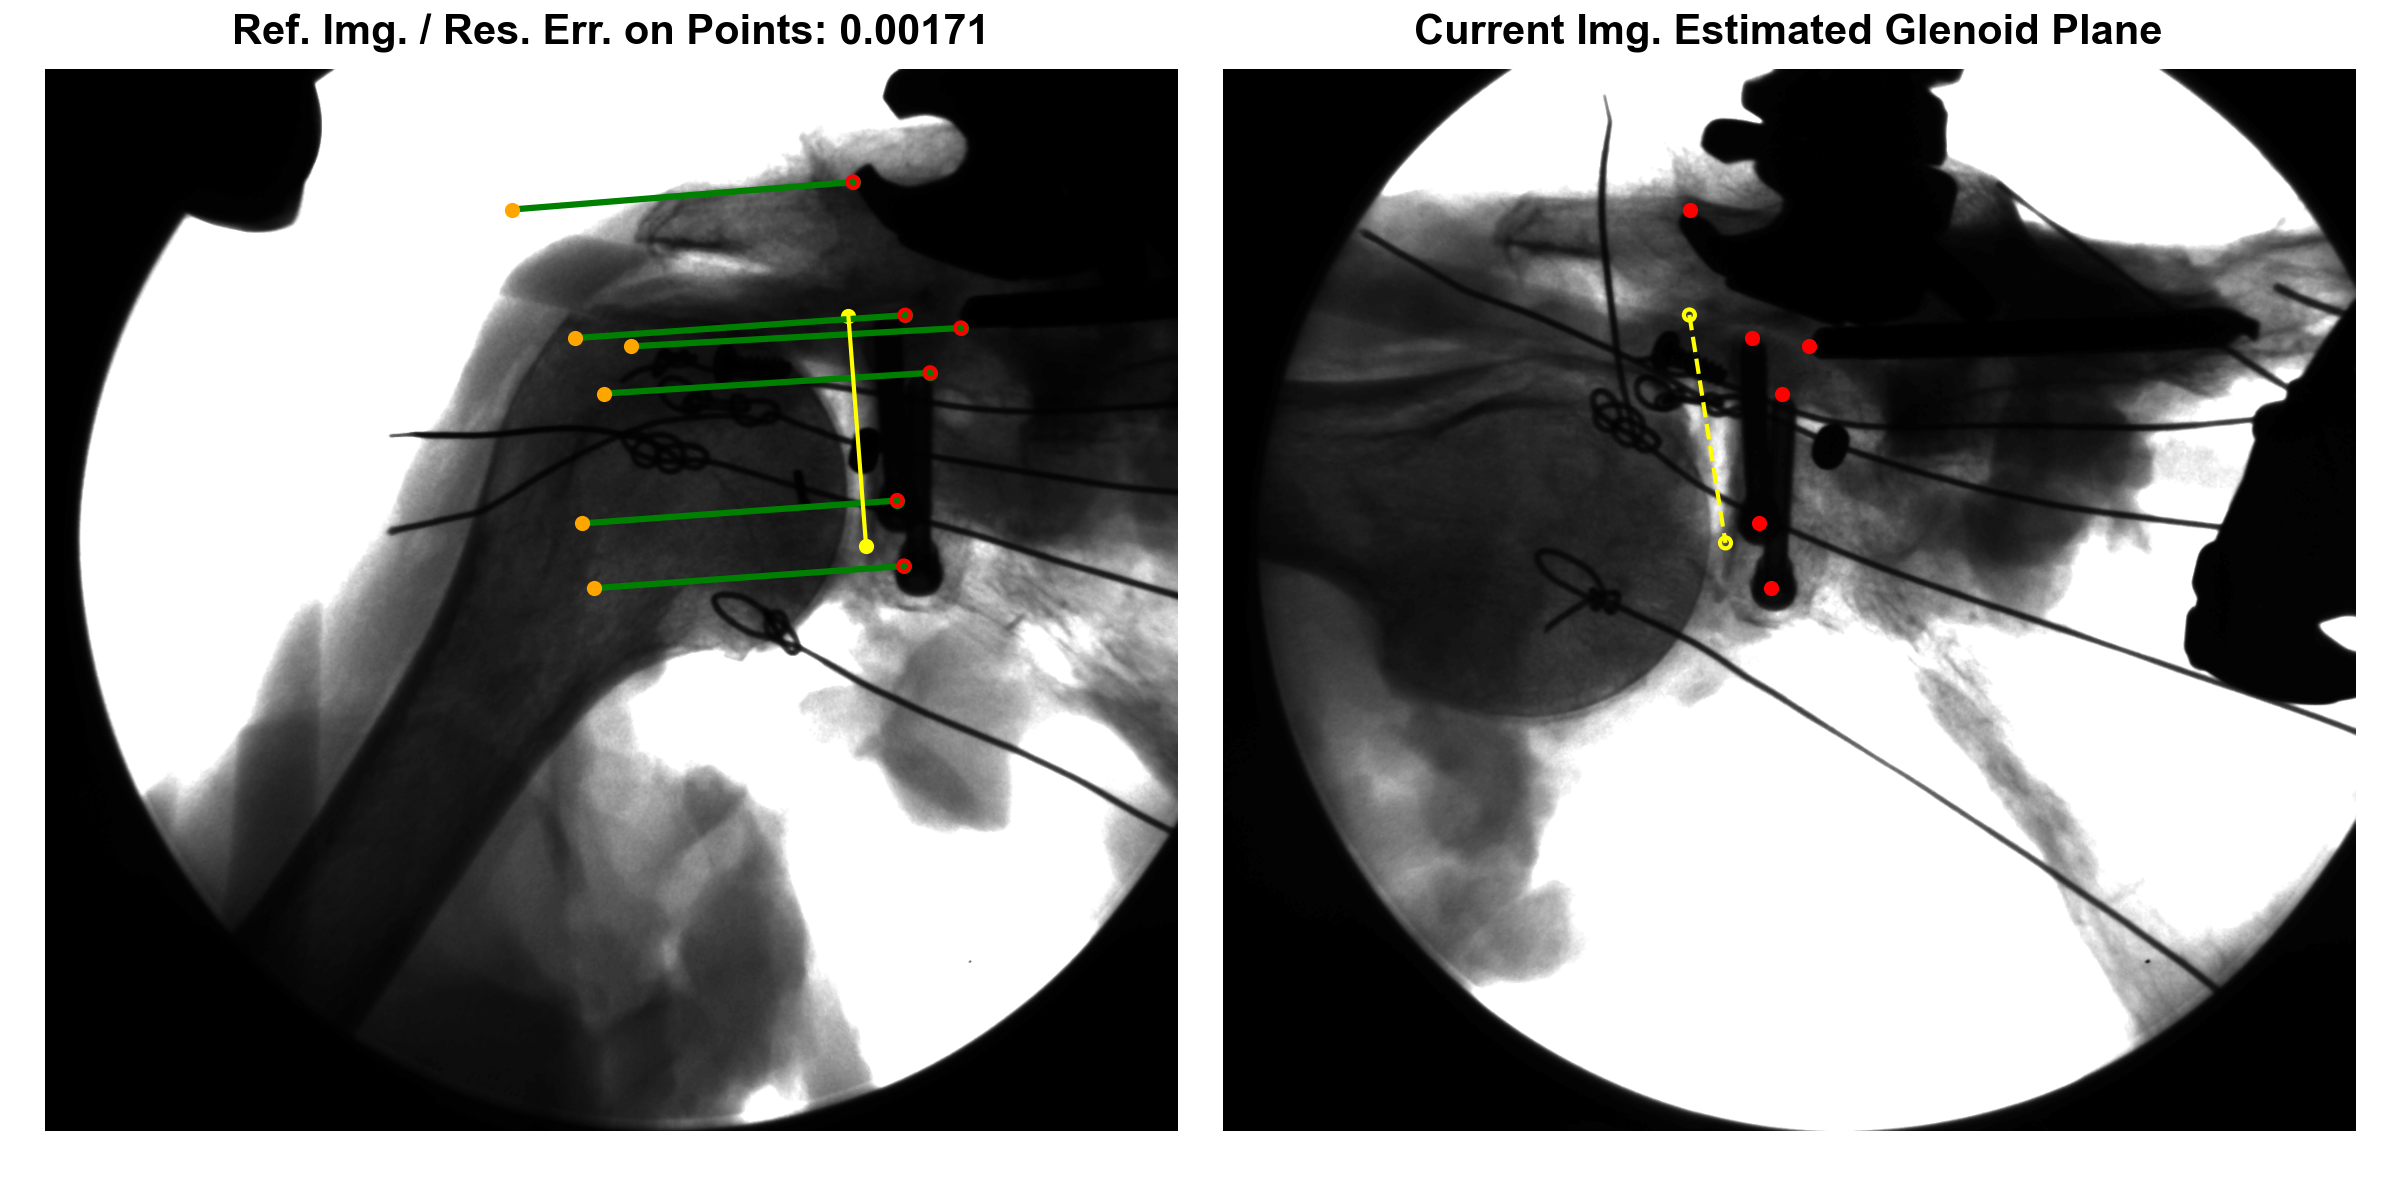 Ref. Img. / Res. Err. on Points: 0.00171
Current Img. Estimated Glenoid Plane